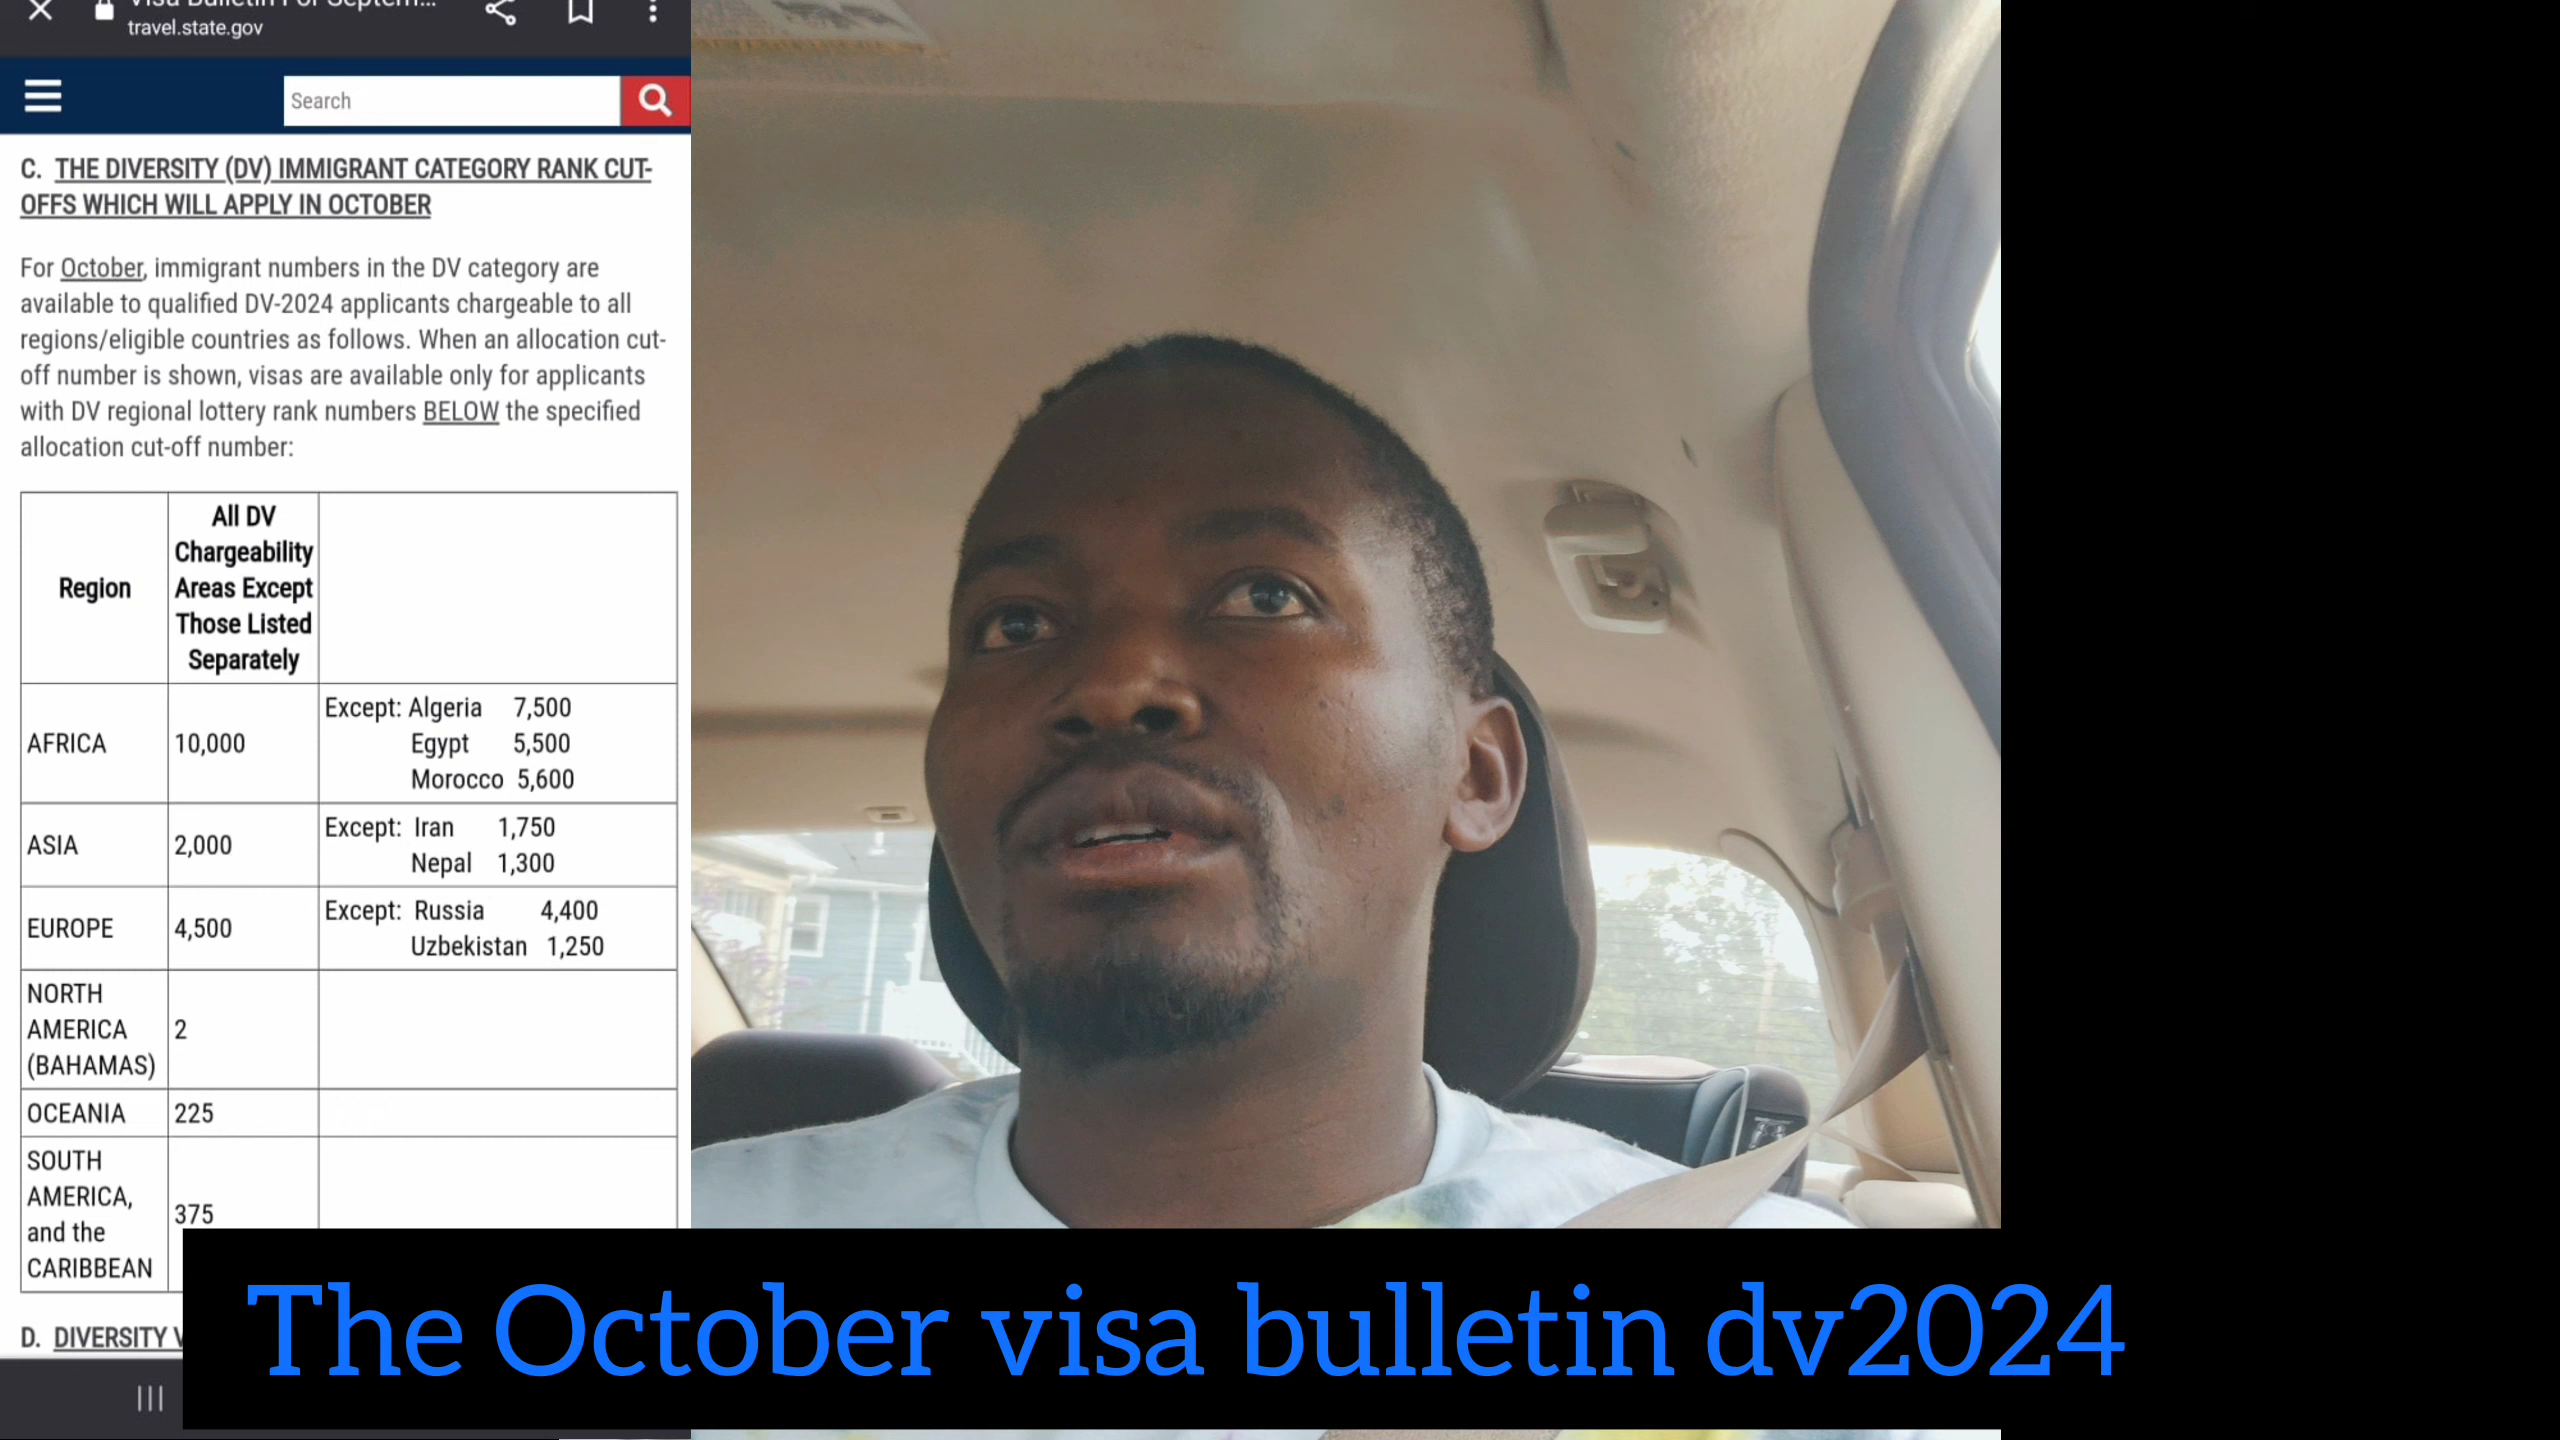 Visa Bulletin For Septem...
travel.state.gov
Search
C. THE DIVERSITY (DV) IMMIGRANT CATEGORY RANK CUT-
OFFS WHICH WILL APPLY IN OCTOBER
For October, immigrant numbers in the DV category are
available to qualified DV-2024 applicants chargeable to all
regions/eligible countries as follows. When an allocation cut-
off number is shown, visas are available only for applicants
with DV regional lottery rank numbers BELOW the specified
allocation cut-off number:
Region
All DV
Chargeability
Areas Except
Those Listed
Separately
AFRICA
10,000
Except: Algeria 7,500
Egypt 5,500
Morocco 5,600
ASIA
2,000
Except: Iran 1,750
Nepal 1,300
EUROPE
4,500
Except: Russia 4,400
Uzbekistan 1,250
NORTH
AMERICA
(BAHAMAS)
2
OCEANIA
225
SOUTH
AMERICA,
and the
CARIBBEAN
375
D. DIVERSITY V
The October visa bulletin dv2024